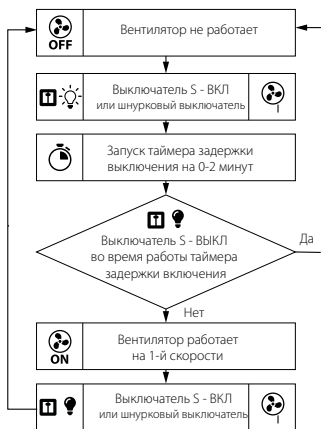 OFF
Вентилятор не работает
Выключатель S - ВКЛ
или шнурковый выключатель
Запуск таймера задержки
выключения на 0-2 минут
Выключатель S - ВЫКЛ
во время работы таймера
задержки включения
Да
Нет
ON
Вентилятор работает
на 1-й скорости
Выключатель S - ВКЛ
или шнурковый выключатель